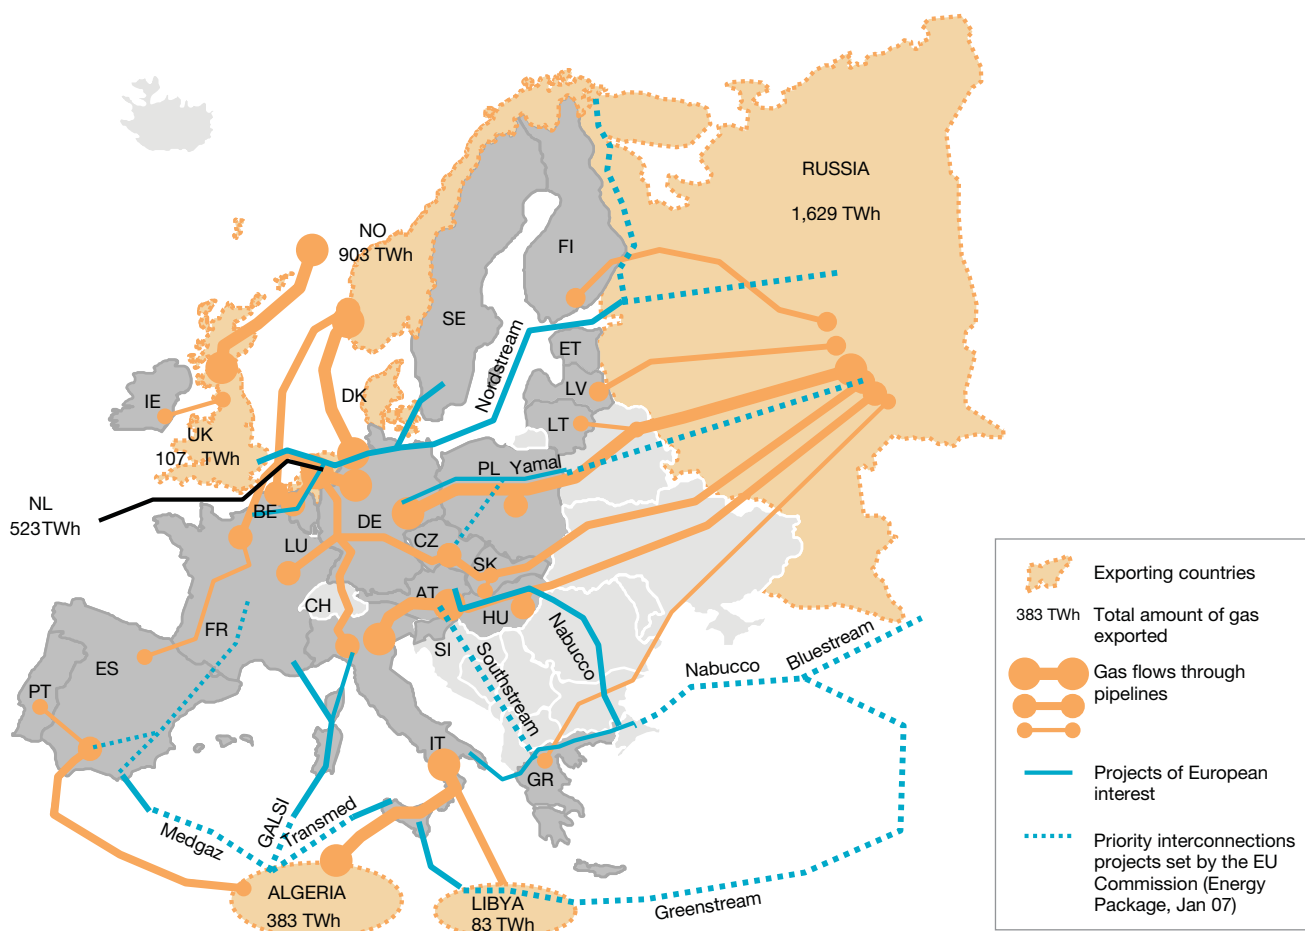 RUSSIA
1,629 TWh
NO
903 TWh
FI
SE
Nordstream
ET
LV
LT
DK
IE
UK
107 TWh
PL Yamal
NL
523TWh
BE
DE
LU
CZ
SK
CH
AT
HU
FR
SI
Nabucco
Southstream
ES
PT
Nabucco
Bluestream
IT
GR
Medgaz
GALSI
Transmed
ALGERIA
383 TWh
LIBYA
83 TWh
Greenstream
Exporting countries
383 TWh Total amount of gas
exported
Gas flows through
pipelines
Projects of European
interest
Priority interconnections
projects set by the EU
Commission (Energy
Package, Jan 07)